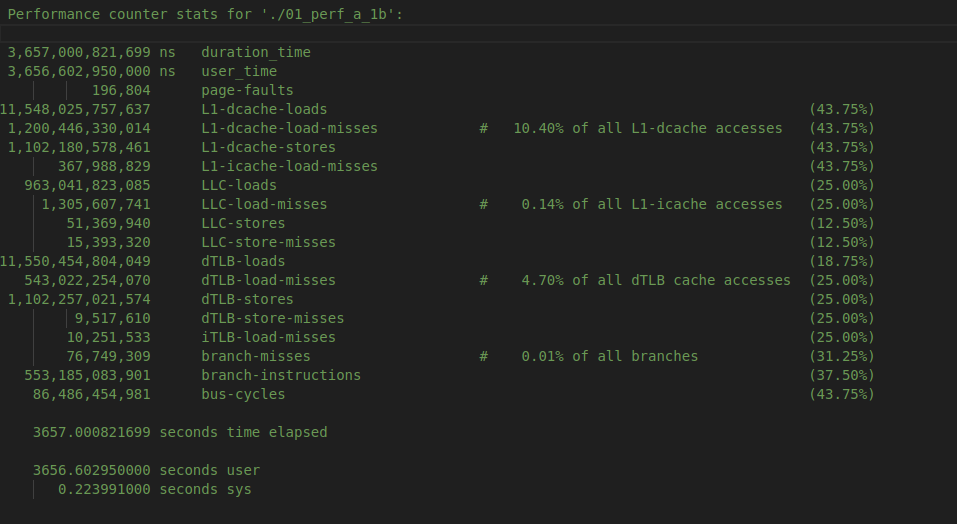 Performance counter stats for './01_perf_a_1b':
3,657,000,821,699 ns duration_time
3,656,602,950,000 ns user_time
196,804 page-faults
11,548,025,757,637 L1-dcache-loads (43.75%)
1,200,446,330,014 L1-dcache-load-misses # 10.40% of all L1-dcache accesses (43.75%)
1,102,180,578,461 L1-dcache-stores (43.75%)
367,988,829 L1-icache-load-misses (43.75%)
963,041,823,085 LLC-loads (25.00%)
1,305,607,741 LLC-load-misses # 0.14% of all L1-icache accesses (25.00%)
51,369,940 LLC-stores (12.50%)
15,393,320 LLC-store-misses (12.50%)
11,550,454,804,049 dTLB-loads (18.75%)
543,022,254,070 dTLB-load-misses # 4.70% of all dTLB cache accesses (25.00%)
1,102,257,021,574 dTLB-stores (25.00%)
9,517,610 dTLB-store-misses (25.00%)
10,251,533 iTLB-load-misses (25.00%)
76,749,309 branch-misses # 0.01% of all branches (31.25%)
553,185,083,901 branch-instructions (37.50%)
86,486,454,981 bus-cycles (43.75%)
3657.000821699 seconds time elapsed
3656.602950000 seconds user
0.223991000 seconds sys